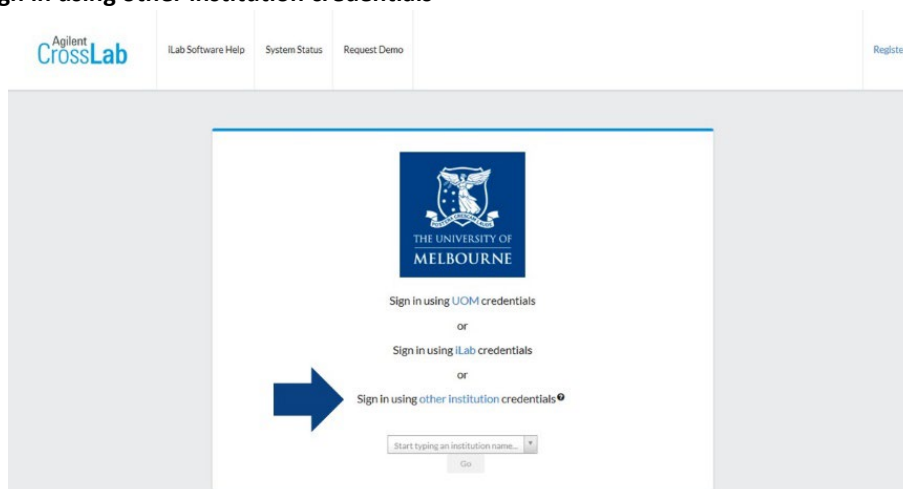 gn in using other institution credentials
Agilent
CrossLab
iLab Software Help
System Status
Request Demo
Registe
THE UNIVERSITY OF
MELBOURNE
Sign in using UOM credentials
or
Sign in using iLab credentials
or
Sign in using other institution credentials
Start typing an institution name...
Go